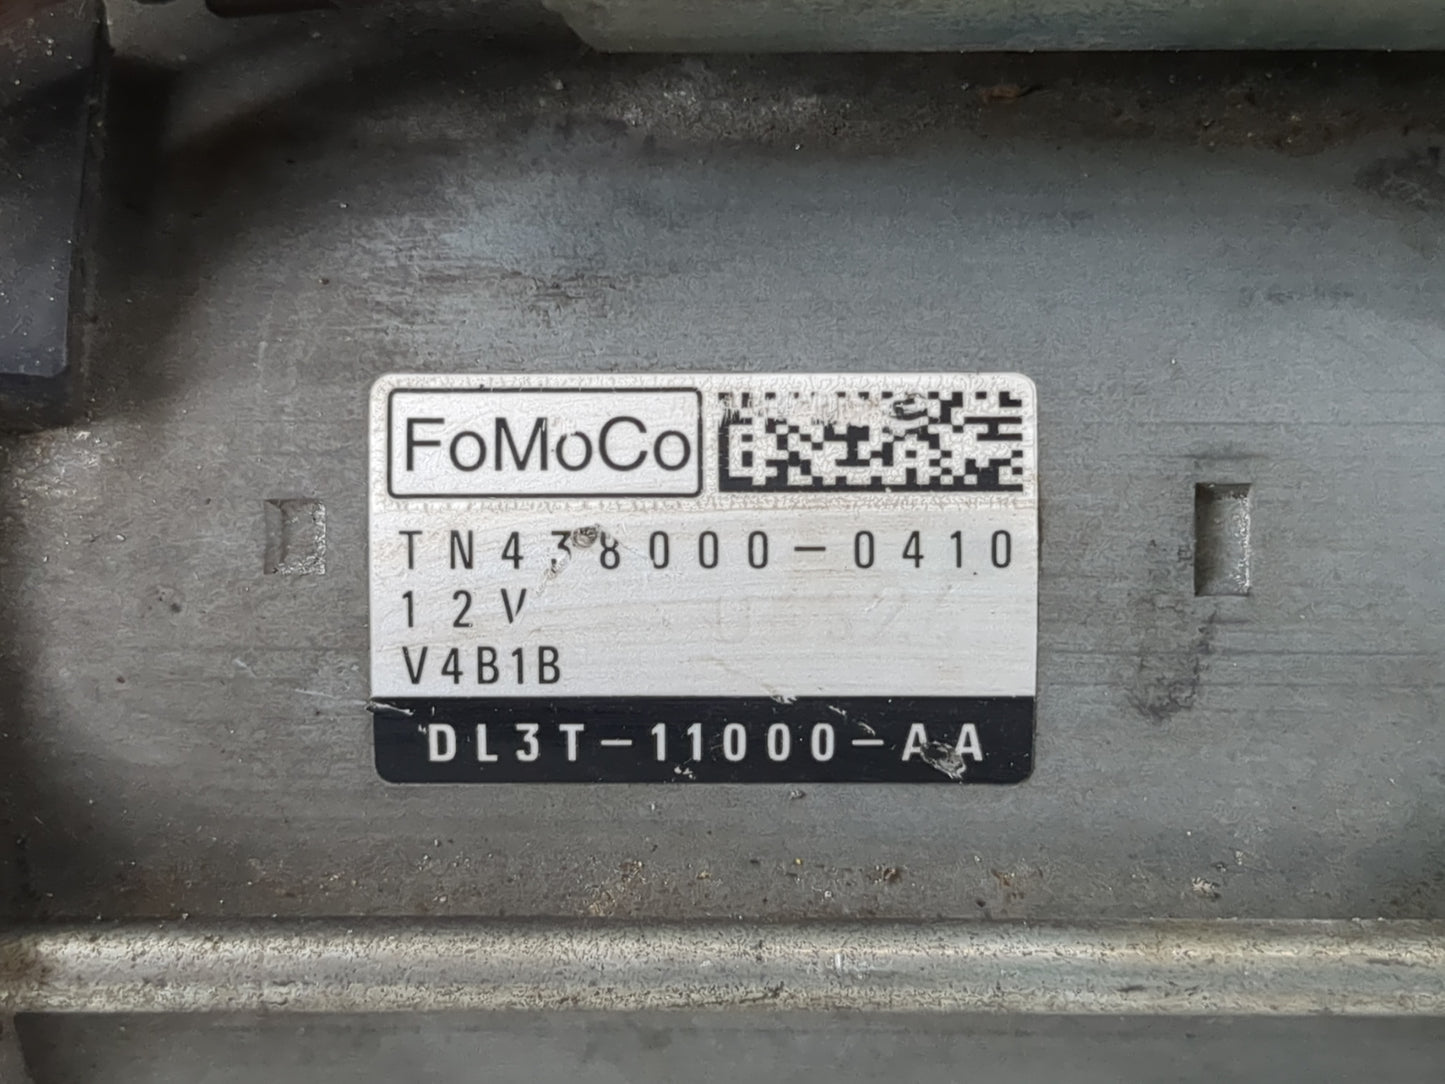 FoMoCo
TN438000-0410
12V
V4B1B
DL3T-11000-AA